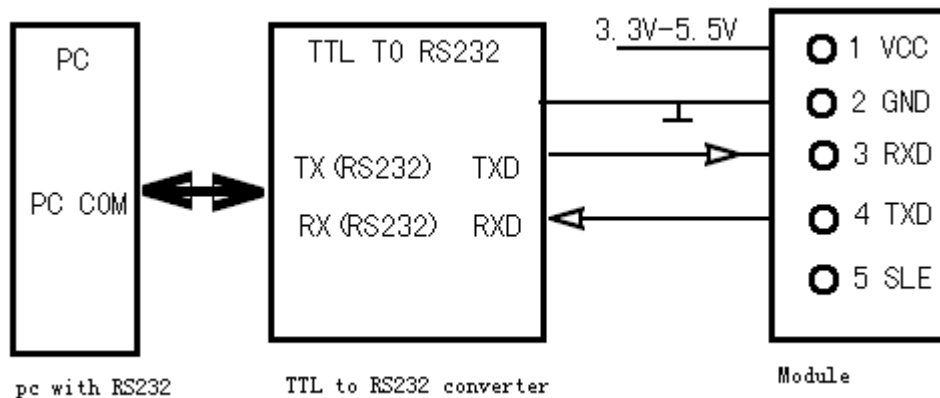 PC
PC COM
pc with RS232
TTL TO RS232
TX(RS232) TXD
RX(RS232) RXD
TTL to RS232 converter
3.3V-5.5V
1 VCC
2 GND
3 RXD
4 TXD
5 SLE
Module